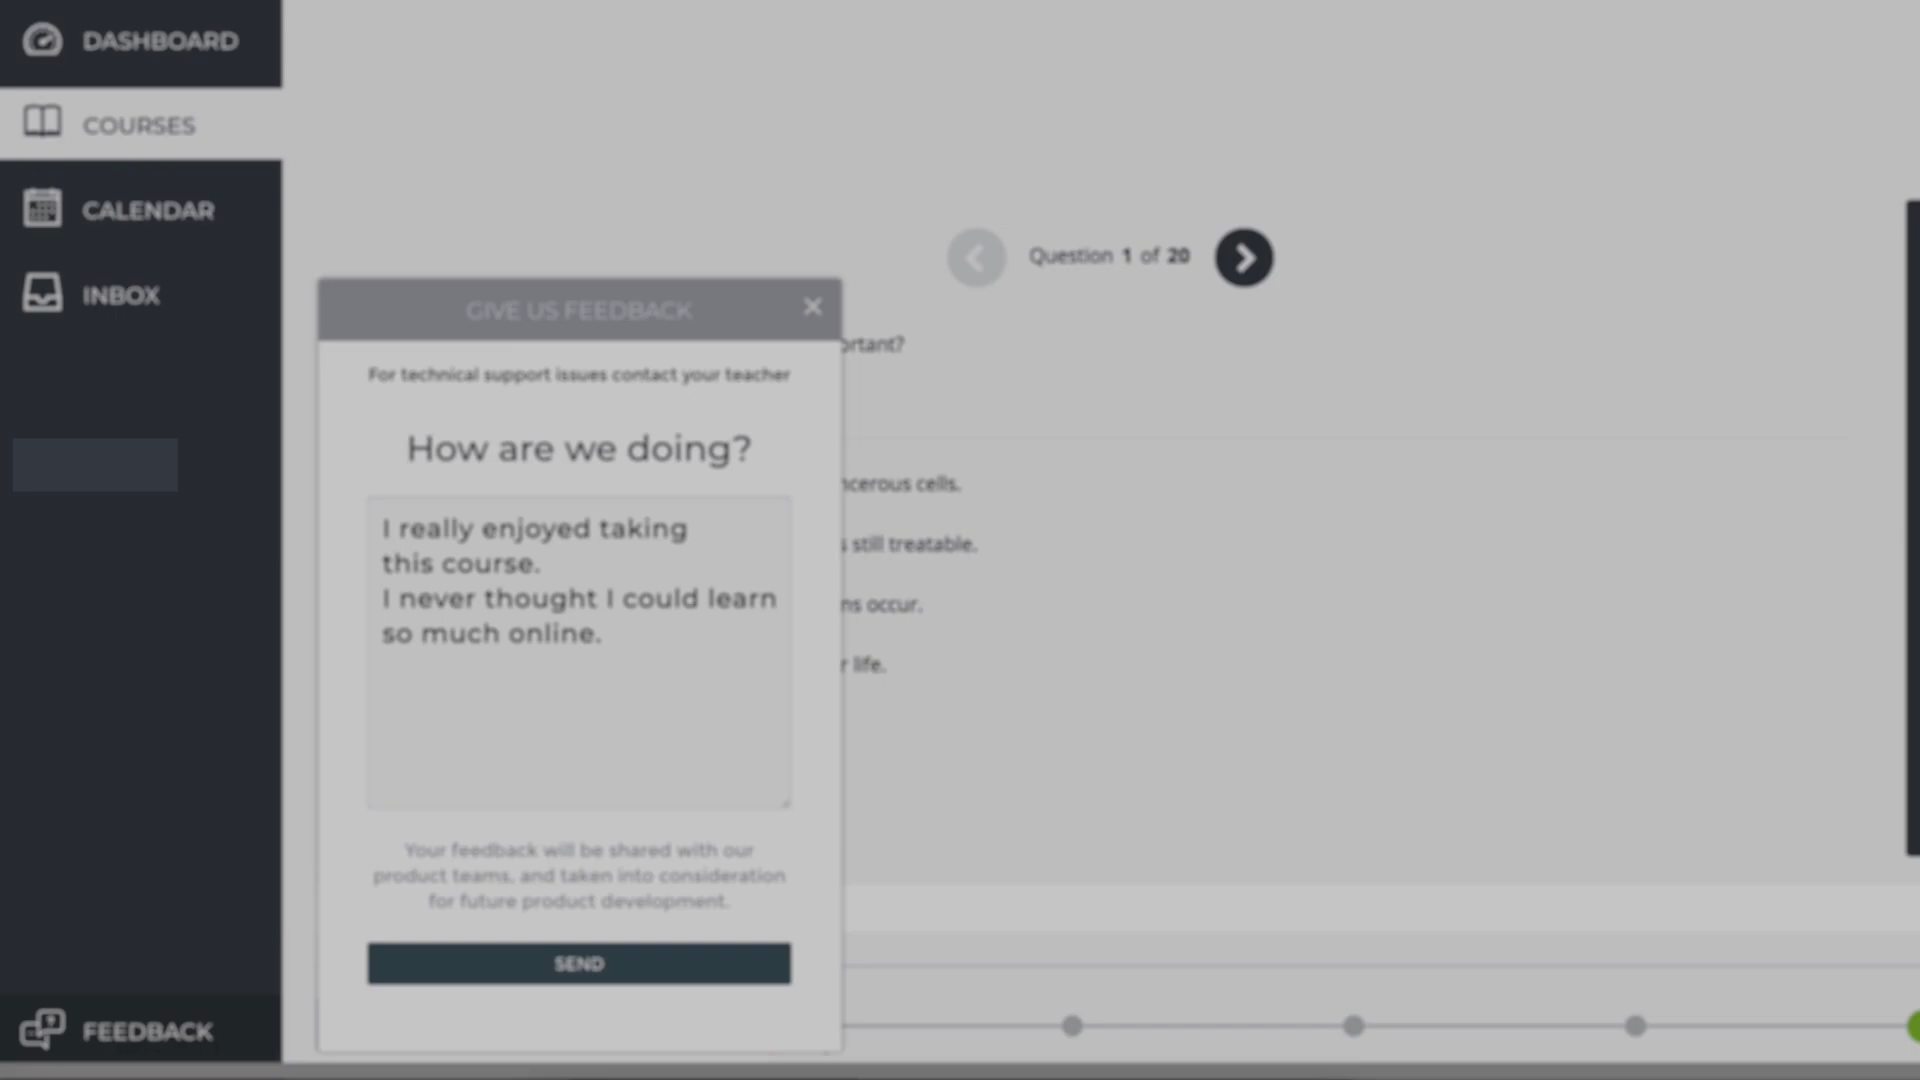 DASHBOARD
COURSES
CALENDAR
INBOX
Question 1 of 20
GIVE US FEEDBACK
For technical support issues contact your teacher
How are we doing?
I really enjoyed taking
this course.
I never thought I could learn
so much online.
Your feedback will be shared with our
product teams, and taken into consideration
for future product development.
SEND
cells.
still treatable.
occur.
life.
FEEDBACK